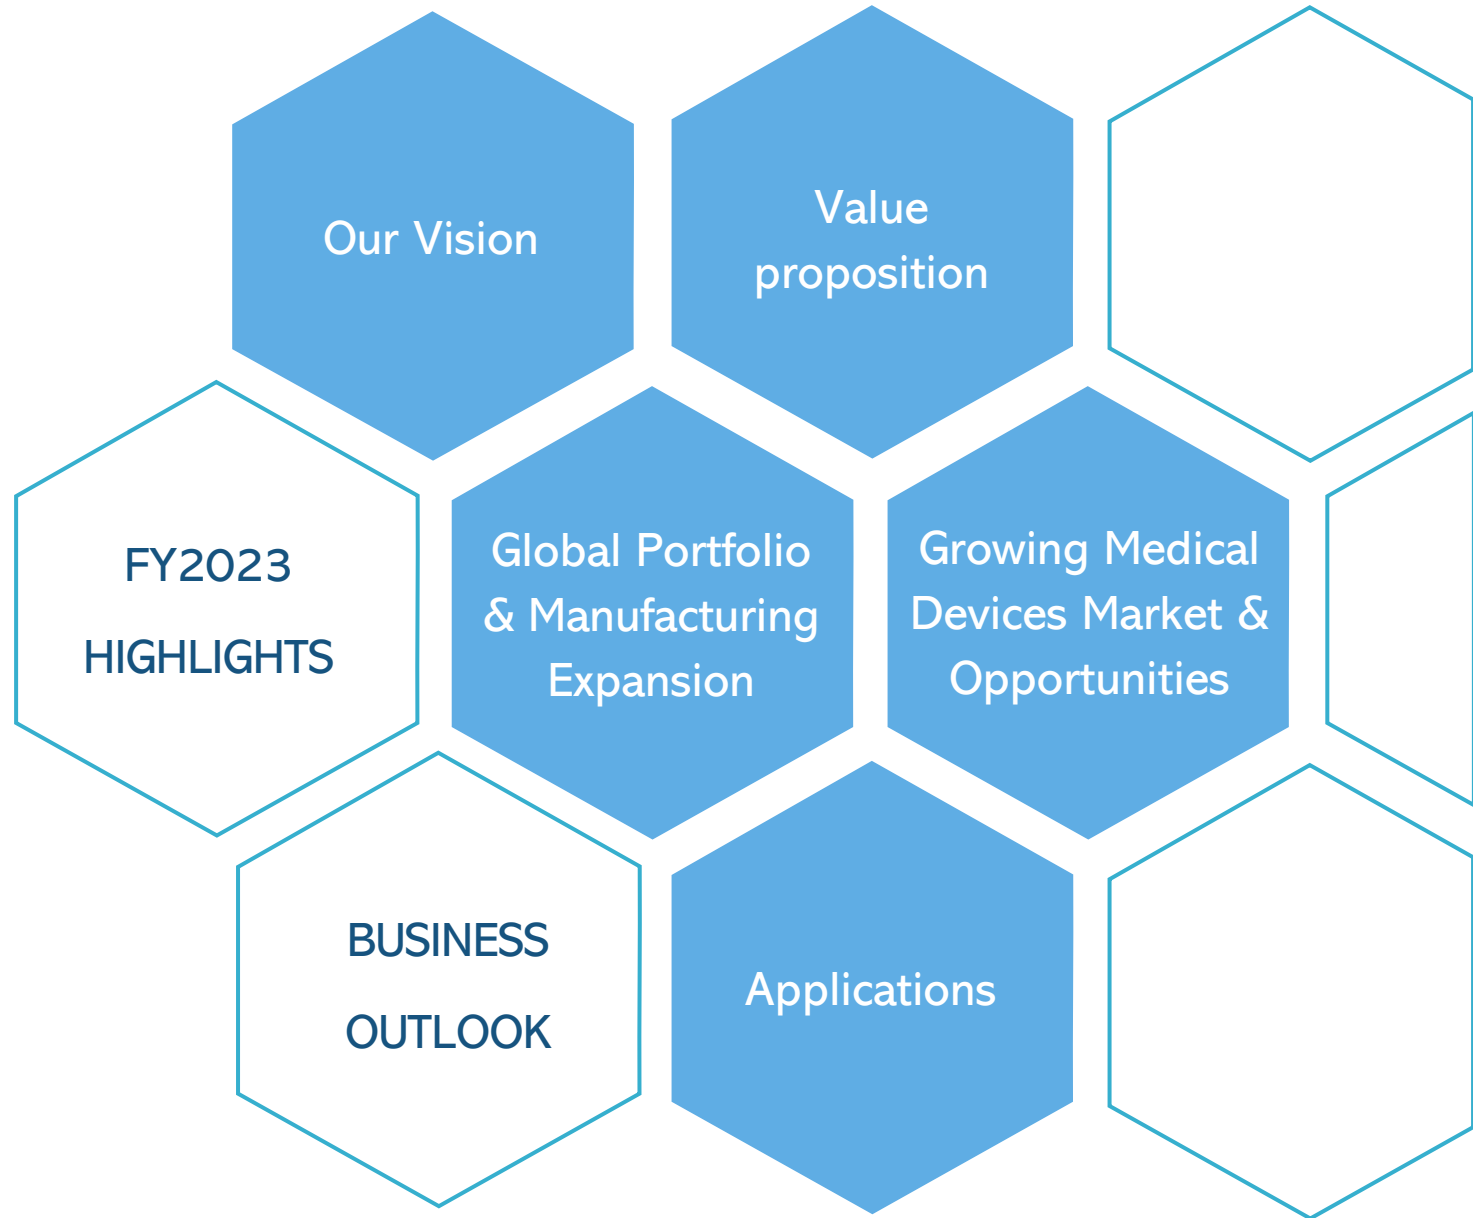 Our Vision
Value
proposition
FY2023
HIGHLIGHTS
Global Portfolio
& Manufacturing
Expansion
Growing Medical
Devices Market &
Opportunities
BUSINESS
OUTLOOK
Applications